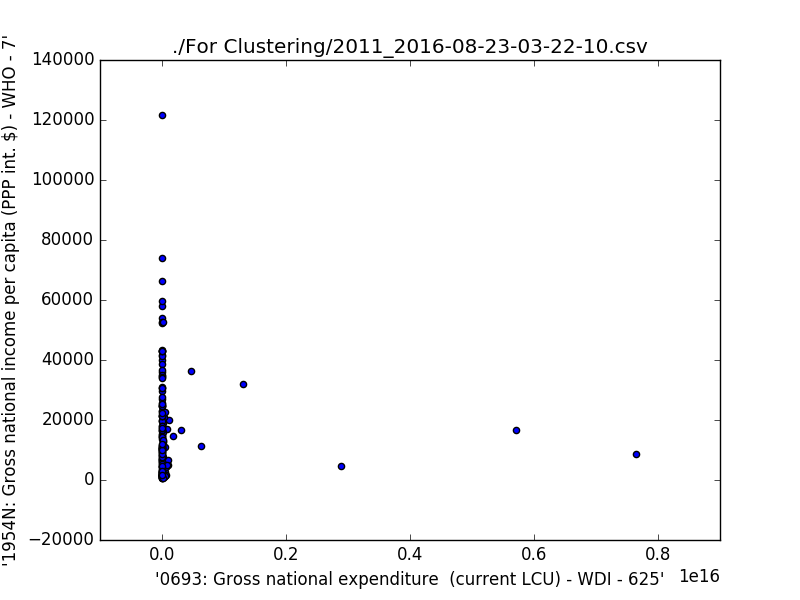 ./For Clustering/2011_2016-08-23-03-22-10.csv
'1954N: Gross national income per capita (PPP int. $) - WHO - 7'
140000
120000
100000
80000
60000
40000
20000
0
−20000
0.0 0.2 0.4 0.6 0.8
1e16
'0693: Gross national expenditure (current LCU) - WDI - 625'